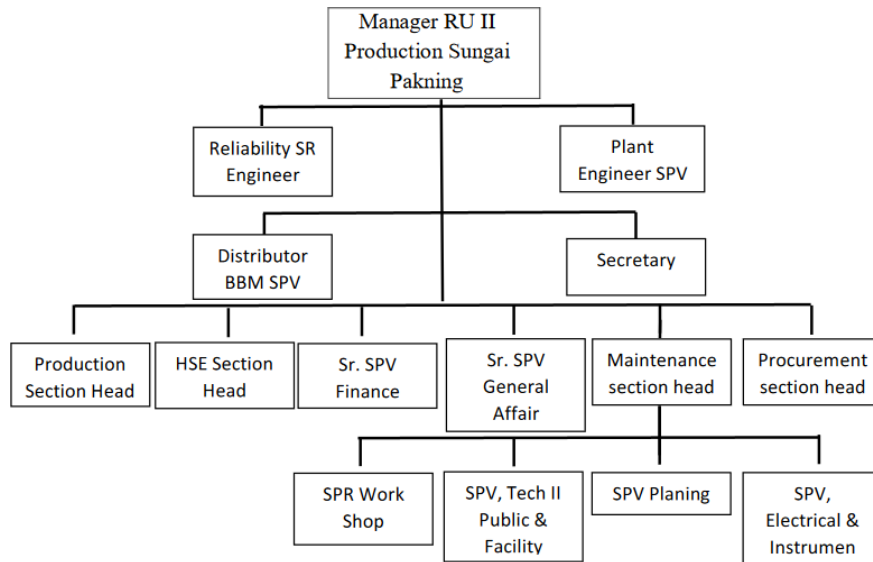 Manager RU II
Production Sungai
Pakning
Reliability SR
Engineer
Plant
Engineer SPV
Distributor
BBM SPV
Secretary
Production
Section Head
HSE Section
Head
Sr. SPV
Finance
Sr. SPV
General
Affair
Maintenance
section head
Procurement
section head
SPR Work
Shop
SPV, Tech II
Public &
Facility
SPV Planing
SPV,
Electrical &
Instrumen